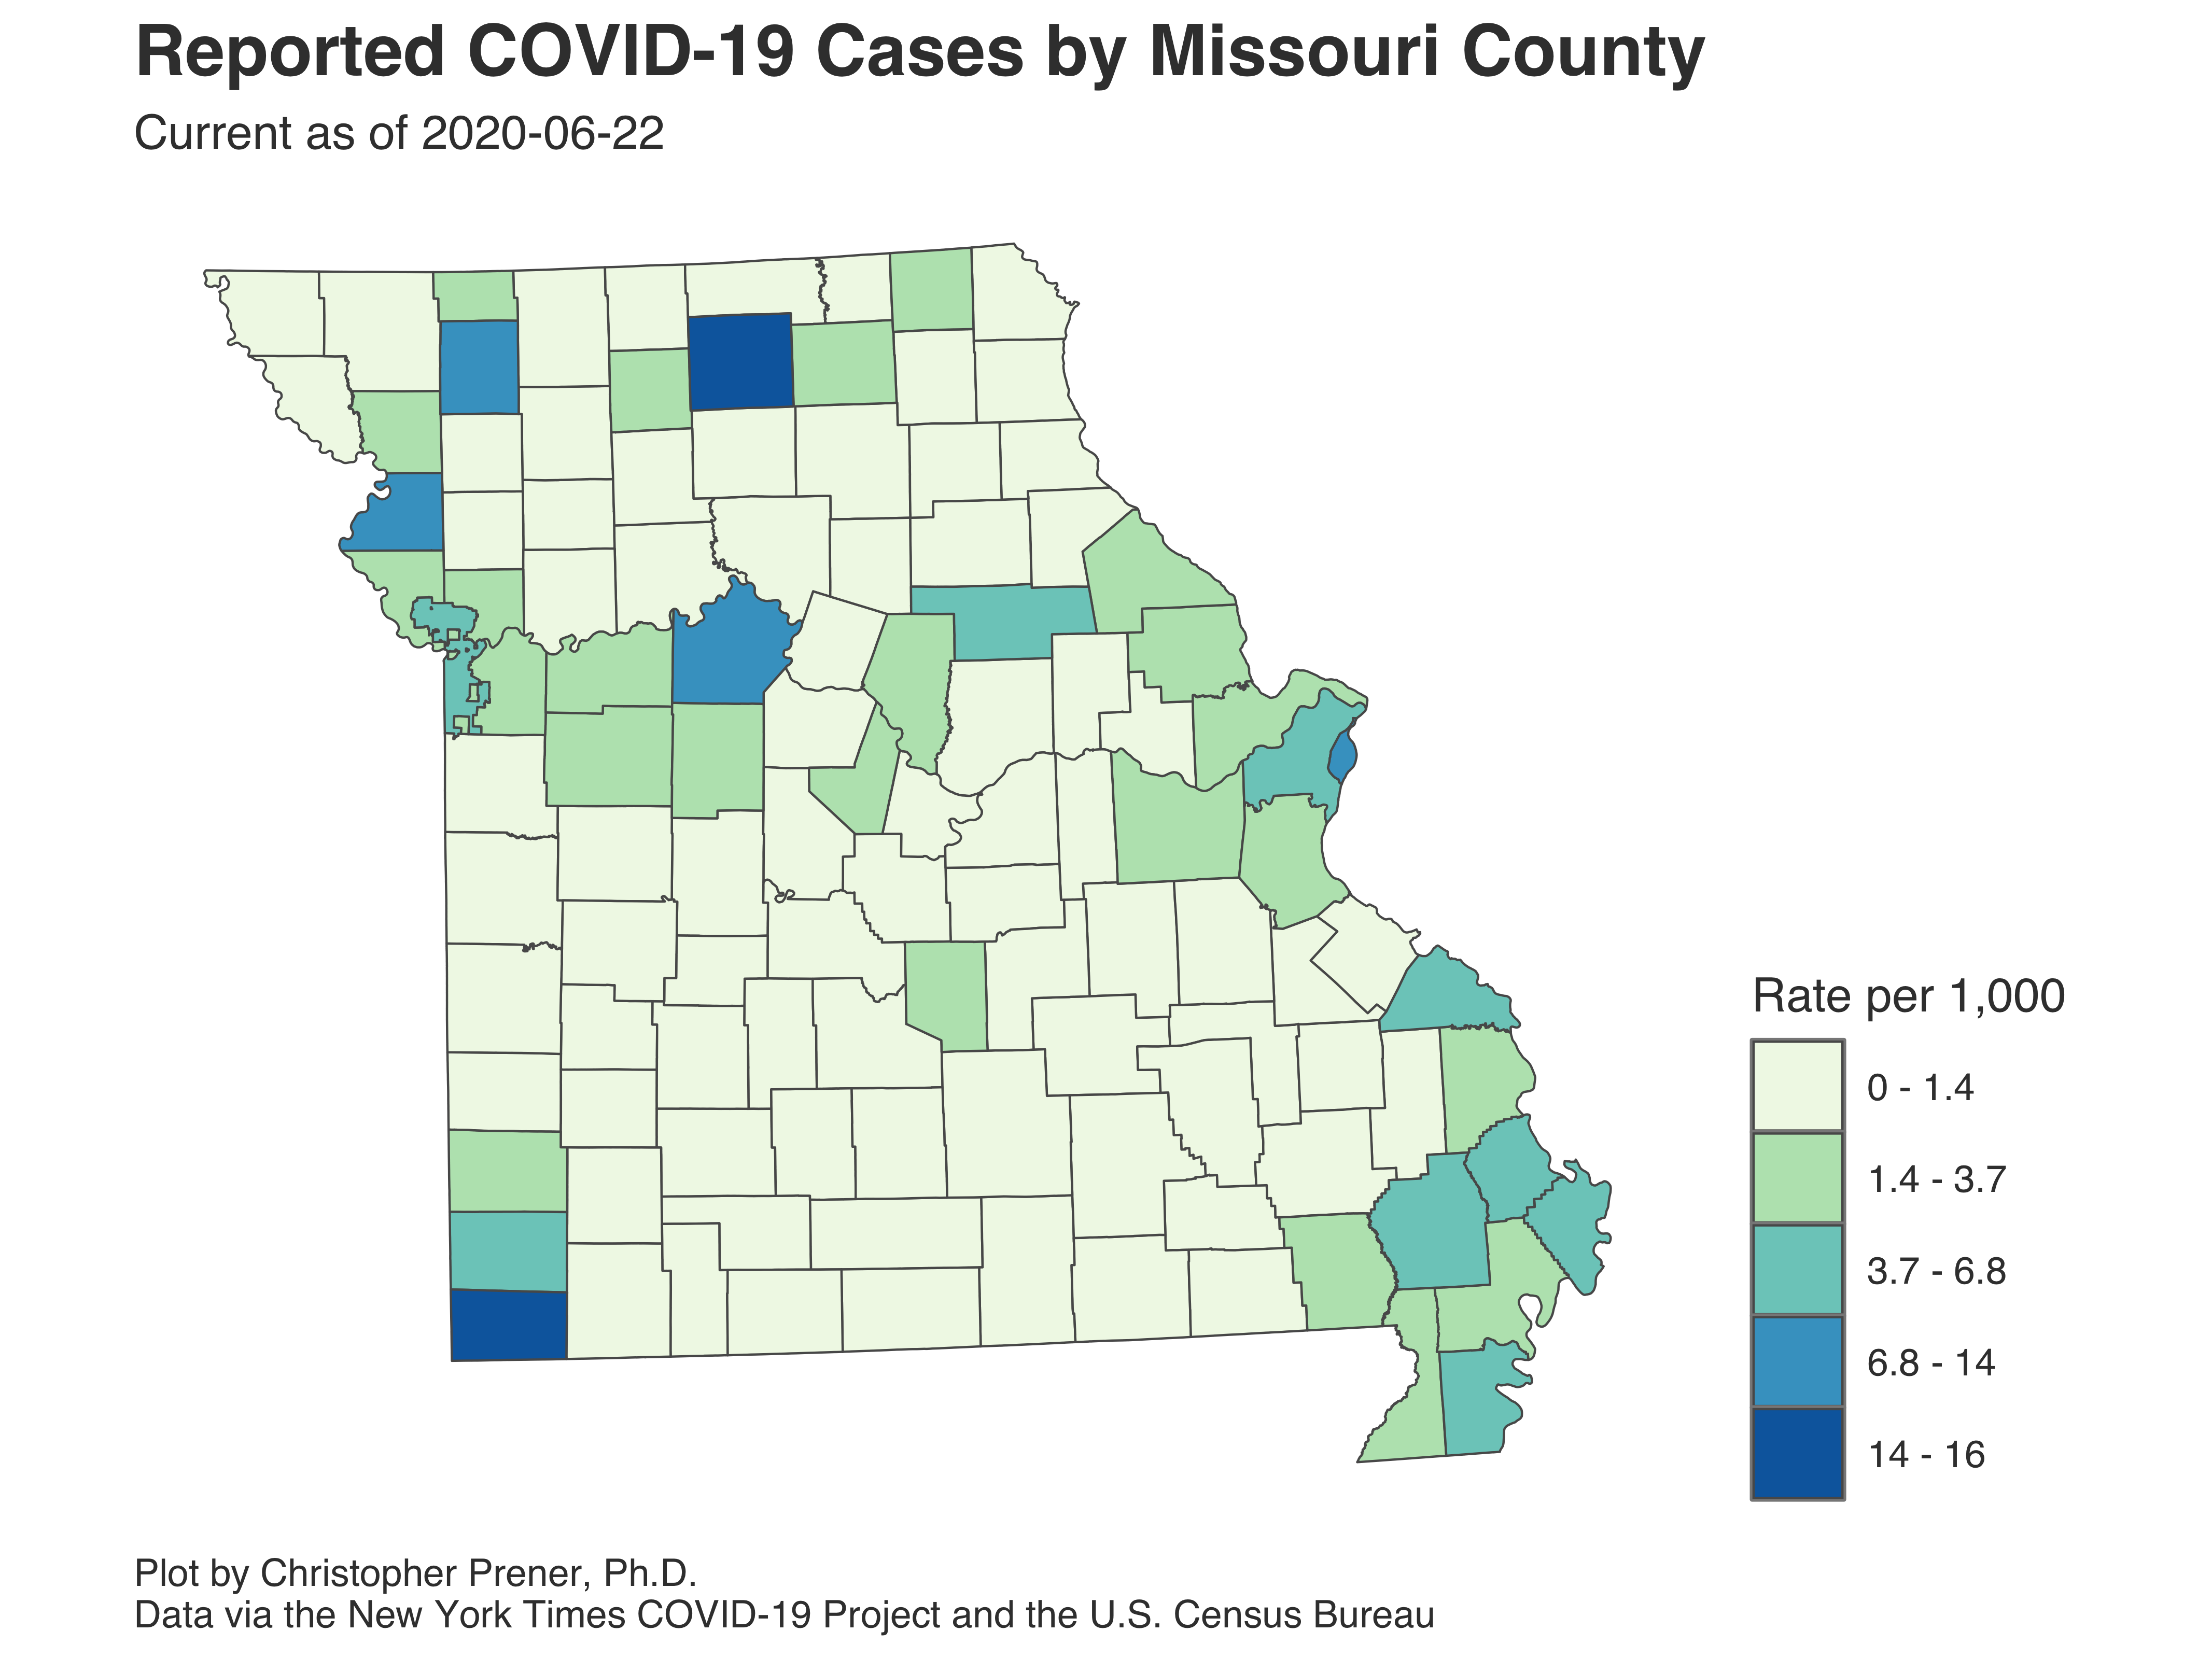 Reported COVID-19 Cases by Missouri County
Current as of 2020-06-22
Rate per 1,000
0 - 1.4
1.4 - 3.7
3.7 - 6.8
6.8 - 14
14 - 16
Plot by Christopher Prener, Ph.D.
Data via the New York Times COVID-19 Project and the U.S. Census Bureau